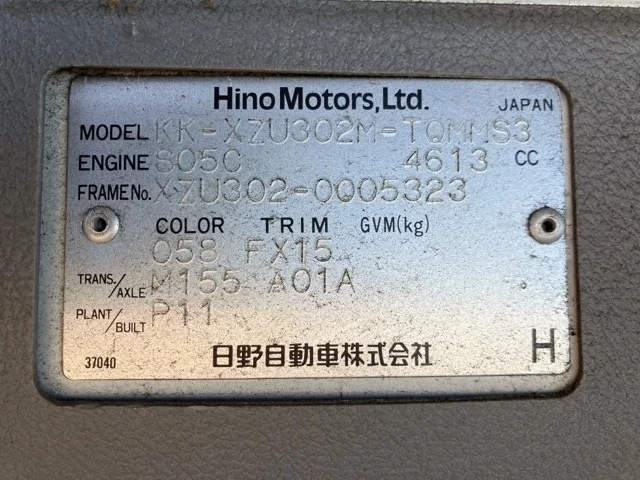 Hino Motors, Ltd. JAPAN
MODEL KK-XZU302M-TQMMS3
ENGINE S05C 4613 CC
FRAME No. XZU302-0005323
COLOR TRIM GVM(kg)
058 FX15
TRANS./AXLE M155 A01A
PLANT/BUILT P11
37040 日野自動車株式会社 H